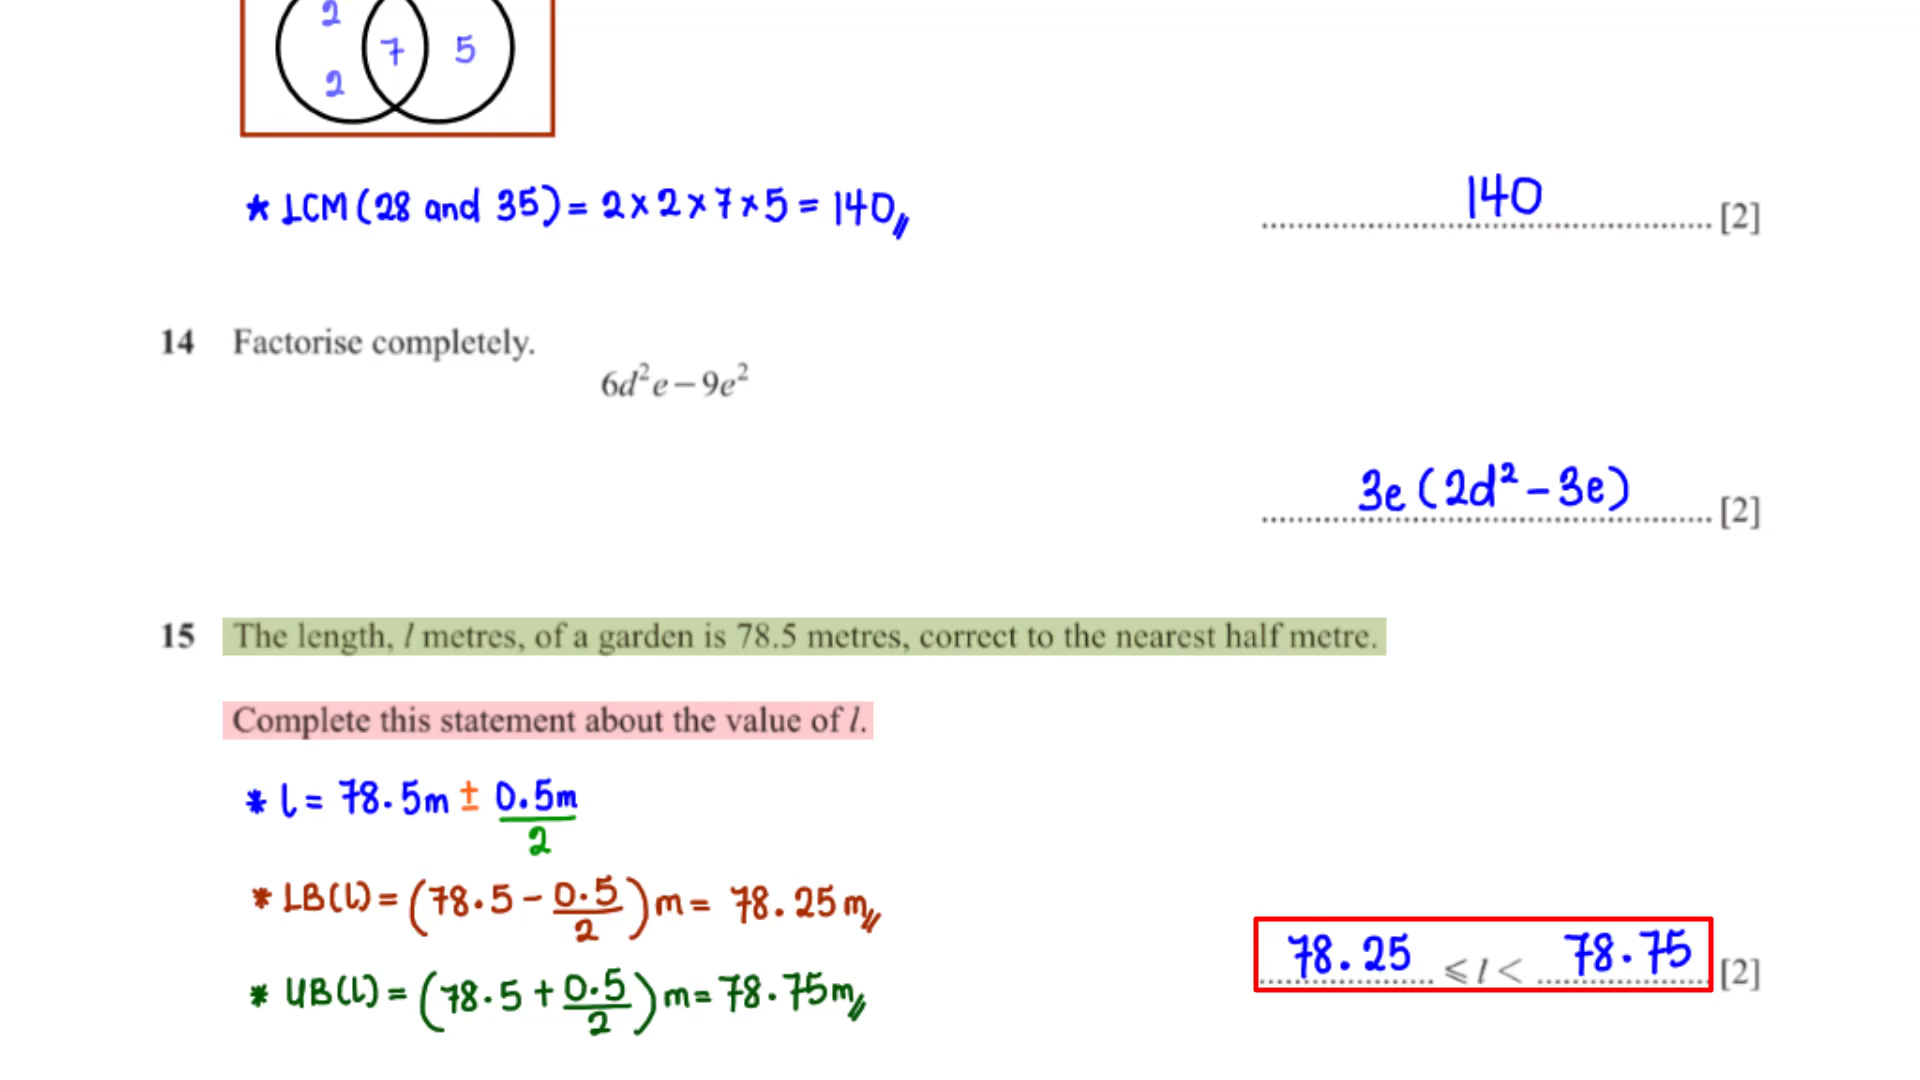 2
7 5
2
* LCM (28 and 35) = 2 × 2 × 7 × 5 = 140//
140 [2]
14 Factorise completely.
6d²e − 9e²
3e (2d² − 3e) [2]
15 The length, l metres, of a garden is 78.5 metres, correct to the nearest half metre.
Complete this statement about the value of l.
* l = 78.5m ± 0.5m/2
* LB(l) = (78.5 − 0.5/2) m = 78.25 m//
78.25 ⩽ l < 78.75 [2]
* UB(l) = (78.5 + 0.5/2) m = 78.75 m//